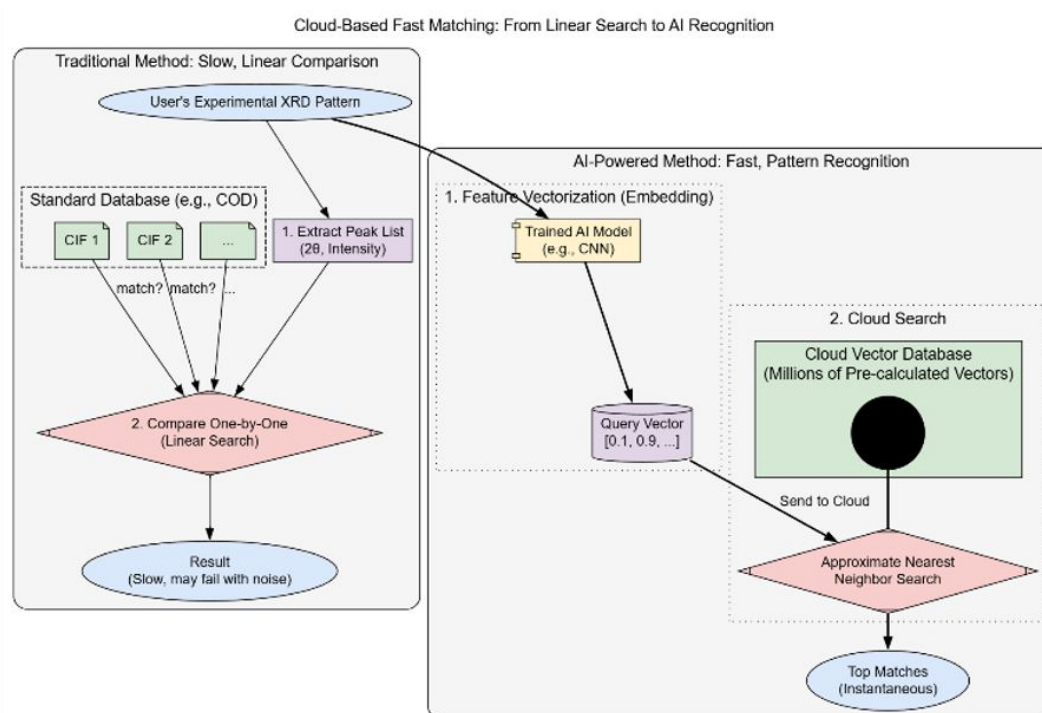 Cloud-Based Fast Matching: From Linear Search to AI Recognition
Traditional Method: Slow, Linear Comparison
User's Experimental XRD Pattern
Standard Database (e.g., COD)
CIF 1
CIF 2
...
1. Extract Peak List
(2θ, Intensity)
match?
match?
...
2. Compare One-by-One
(Linear Search)
Result
(Slow, may fail with noise)
AI-Powered Method: Fast, Pattern Recognition
1. Feature Vectorization (Embedding)
Trained AI Model
(e.g., CNN)
Query Vector
[0.1, 0.9, ...]
Send to Cloud
2. Cloud Search
Cloud Vector Database
(Millions of Pre-calculated Vectors)
Approximate Nearest
Neighbor Search
Top Matches
(Instantaneous)